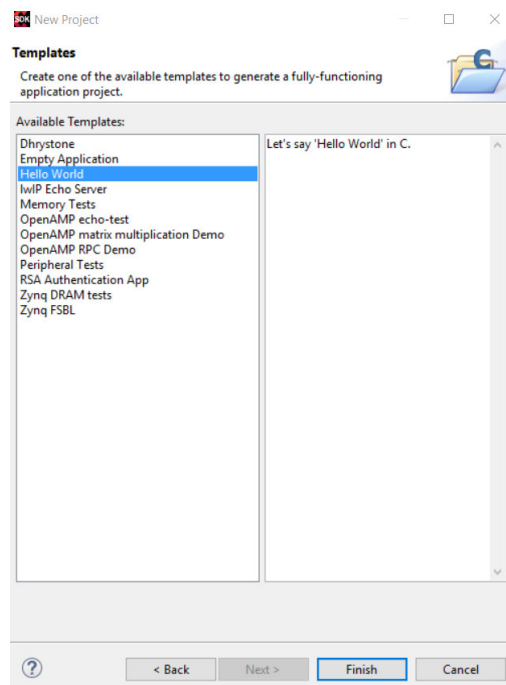 SDK New Project
Templates
Create one of the available templates to generate a fully-functioning
application project.
Available Templates:
Dhrystone
Empty Application
Hello World
lwIP Echo Server
Memory Tests
OpenAMP echo-test
OpenAMP matrix multiplication Demo
OpenAMP RPC Demo
Peripheral Tests
RSA Authentication App
Zynq DRAM tests
Zynq FSBL
Let's say 'Hello World' in C.
C
? < Back Next > Finish Cancel